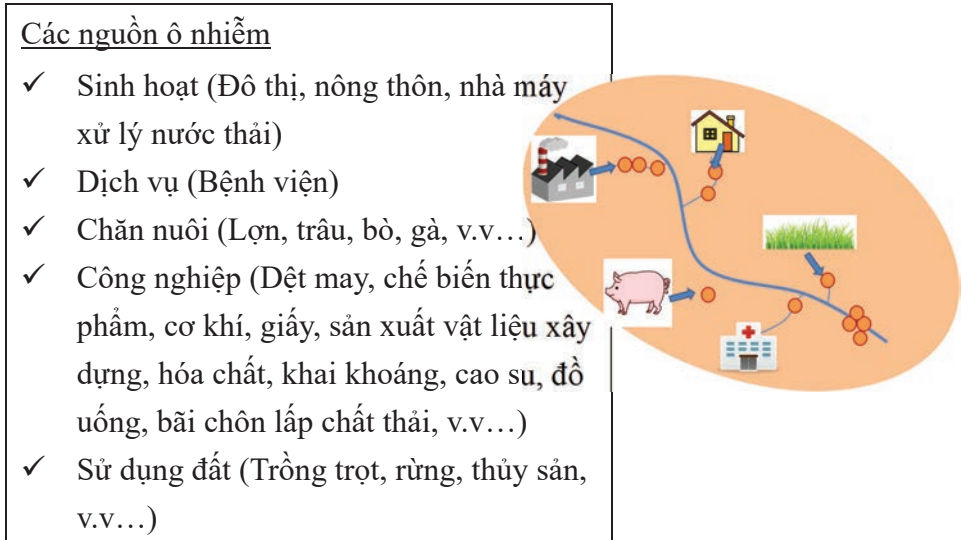 Các nguồn ô nhiễm
✓ Sinh hoạt (Đô thị, nông thôn, nhà máy
xử lý nước thải)
✓ Dịch vụ (Bệnh viện)
✓ Chăn nuôi (Lợn, trâu, bò, gà, v.v…)
✓ Công nghiệp (Dệt may, chế biến thực
phẩm, cơ khí, giấy, sản xuất vật liệu xây
dựng, hóa chất, khai khoáng, cao su, đồ
uống, bãi chôn lấp chất thải, v.v…)
✓ Sử dụng đất (Trồng trọt, rừng, thủy sản,
v.v…)